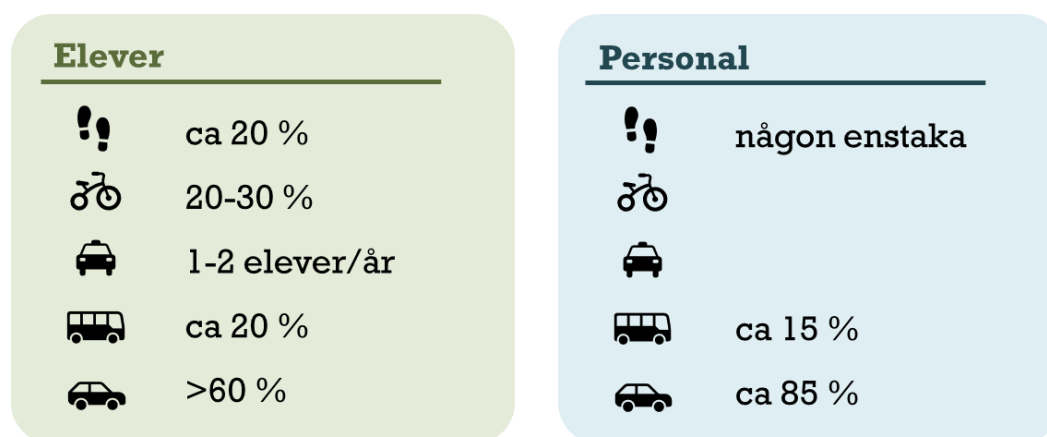 Elever
ca 20 %
20-30 %
1-2 elever/år
ca 20 %
>60 %
Personal
någon enstaka
ca 15 %
ca 85 %